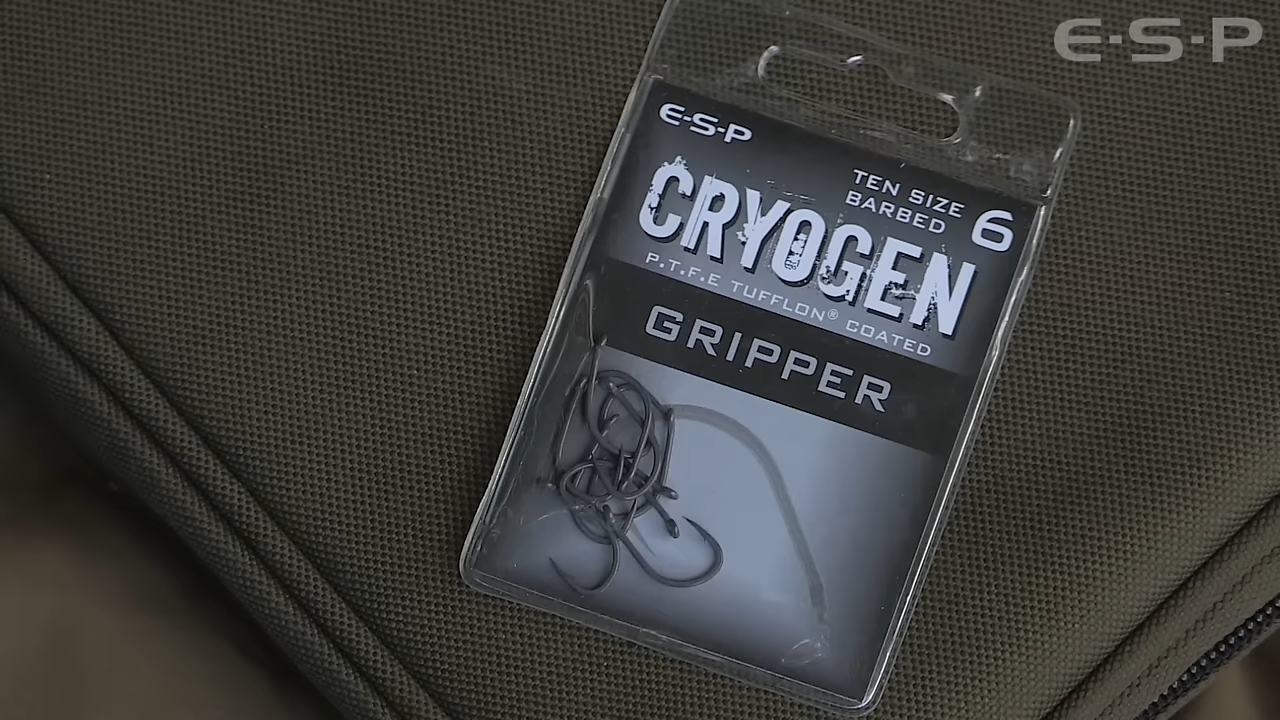 E·S·P
E·S·P
TEN SIZE 6
BARBED
CRYOGEN
P.T.F.E TUFFLON® COATED
GRIPPER